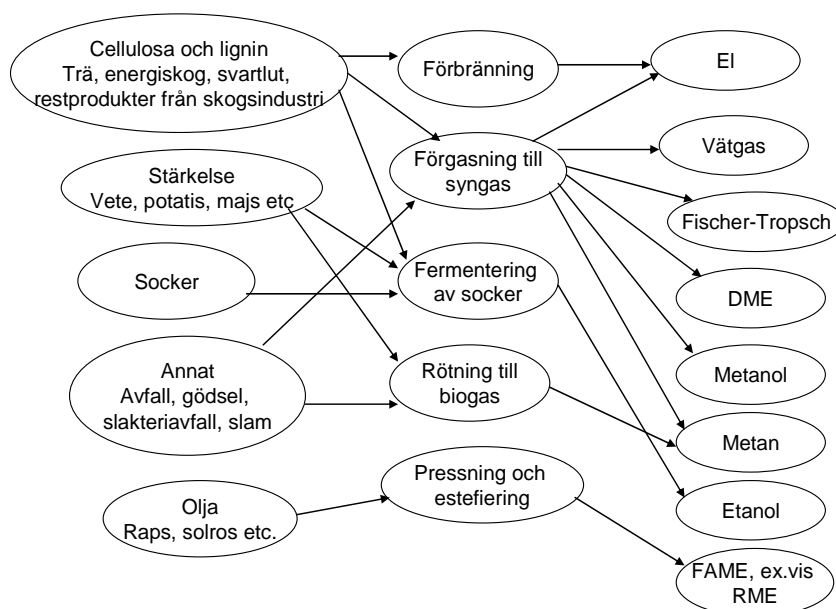 Cellulosa och lignin
Trä, energiskog, svartlut,
restprodukter från skogsindustri
Stärkelse
Vete, potatis, majs etc
Socker
Annat
Avfall, gödsel,
slakteriavfall, slam
Olja
Raps, solros etc.
Förbränning
Förgasning till
syngas
Fermentering
av socker
Rötning till
biogas
Pressning och
estefiering
El
Vätgas
Fischer-Tropsch
DME
Metanol
Metan
Etanol
FAME, ex.vis
RME